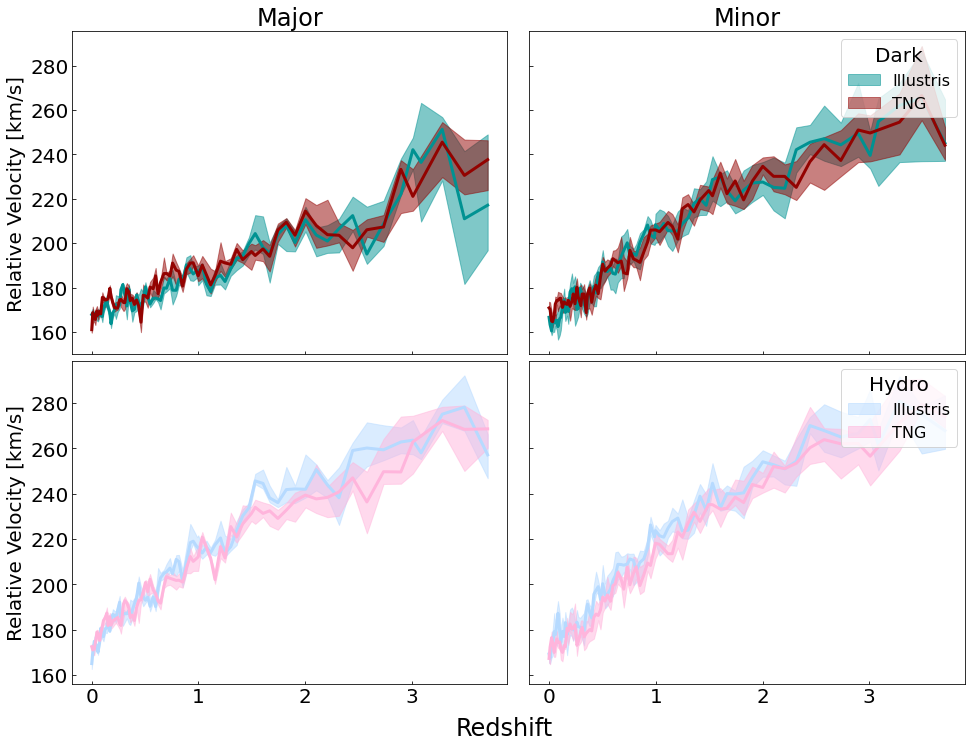 Major
Minor
Relative Velocity [km/s]
280
260
240
220
200
180
160
Dark
Illustris
TNG
Relative Velocity [km/s]
280
260
240
220
200
180
160
Hydro
Illustris
TNG
0 1 2 3
0 1 2 3
Redshift